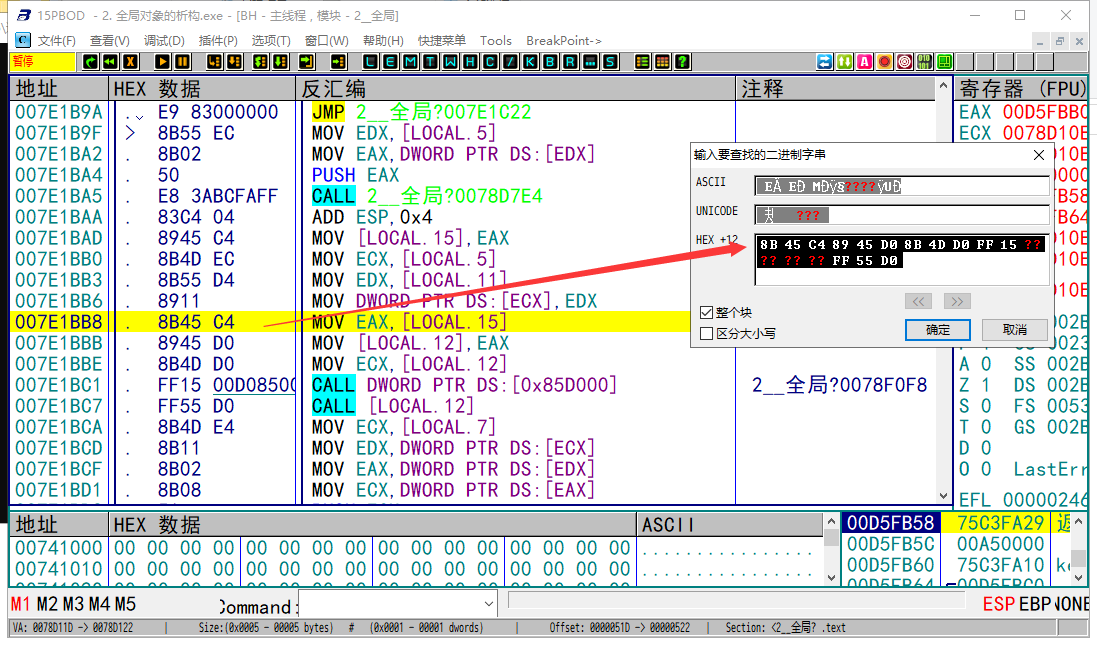 15PBOD - 2. 全局对象的析构.exe - [BH - 主线程 , 模块 - 2__全局]
文件(F) 查看(V) 调试(D) 插件(P) 选项(T) 窗口(W) 帮助(H) 快捷菜单 Tools BreakPoint->
暂停 L E M T W H C / K B R ... S ?
地址 HEX 数据 反汇编 注释 寄存器 (FPU)
007E1B9A .⌄ E9 83000000 JMP 2__全局?007E1C22
007E1B9F > 8B55 EC MOV EDX,[LOCAL.5]
007E1BA2 . 8B02 MOV EAX,DWORD PTR DS:[EDX]
007E1BA4 . 50 PUSH EAX
007E1BA5 . E8 3ABCFAFF CALL 2__全局?0078D7E4
007E1BAA . 83C4 04 ADD ESP,0x4
007E1BAD . 8945 C4 MOV [LOCAL.15],EAX
007E1BB0 . 8B4D EC MOV ECX,[LOCAL.5]
007E1BB3 . 8B55 D4 MOV EDX,[LOCAL.11]
007E1BB6 . 8911 MOV DWORD PTR DS:[ECX],EDX
007E1BB8 . 8B45 C4 MOV EAX,[LOCAL.15]
007E1BBB . 8945 D0 MOV [LOCAL.12],EAX
007E1BBE . 8B4D D0 MOV ECX,[LOCAL.12]
007E1BC1 . FF15 00D08500 CALL DWORD PTR DS:[0x85D000] 2__全局?0078F0F8
007E1BC7 . FF55 D0 CALL [LOCAL.12]
007E1BCA . 8B4D E4 MOV ECX,[LOCAL.7]
007E1BCD . 8B11 MOV EDX,DWORD PTR DS:[ECX]
007E1BCF . 8B02 MOV EAX,DWORD PTR DS:[EDX]
007E1BD1 . 8B08 MOV ECX,DWORD PTR DS:[EAX]
EAX 00D5FBB0
ECX 0078D10E
A 0 SS 002B
Z 1 DS 002B
S 0 FS 0053
T 0 GS 002B
D 0
O 0 LastErr
EFL 00000246
输入要查找的二进制字串
ASCII
UNICODE ???
HEX +12
8B 45 C4 89 45 D0 8B 4D D0 FF 15 ??
?? ?? ?? FF 55 D0
<< >>
整个块
区分大小写
确定 取消
地址 HEX 数据 ASCII
00741000 00 00 00 00 00 00 00 00 00 00 00 00 00 00 00 00 ................
00741010 00 00 00 00 00 00 00 00 00 00 00 00 00 00 00 00 ................
00D5FB58 75C3FA29 返
00D5FB5C 00A50000
00D5FB60 75C3FA10 ke
00D5FB64 00D5FBC0
M1 M2 M3 M4 M5 Command: ESP EBP NONE
VA: 0078D11D -> 0078D122 | Size:(0x0005 - 00005 bytes) # (0x0001 - 00001 dwords) | Offset: 0000051D -> 00000522 | Section: <2__全局? .text